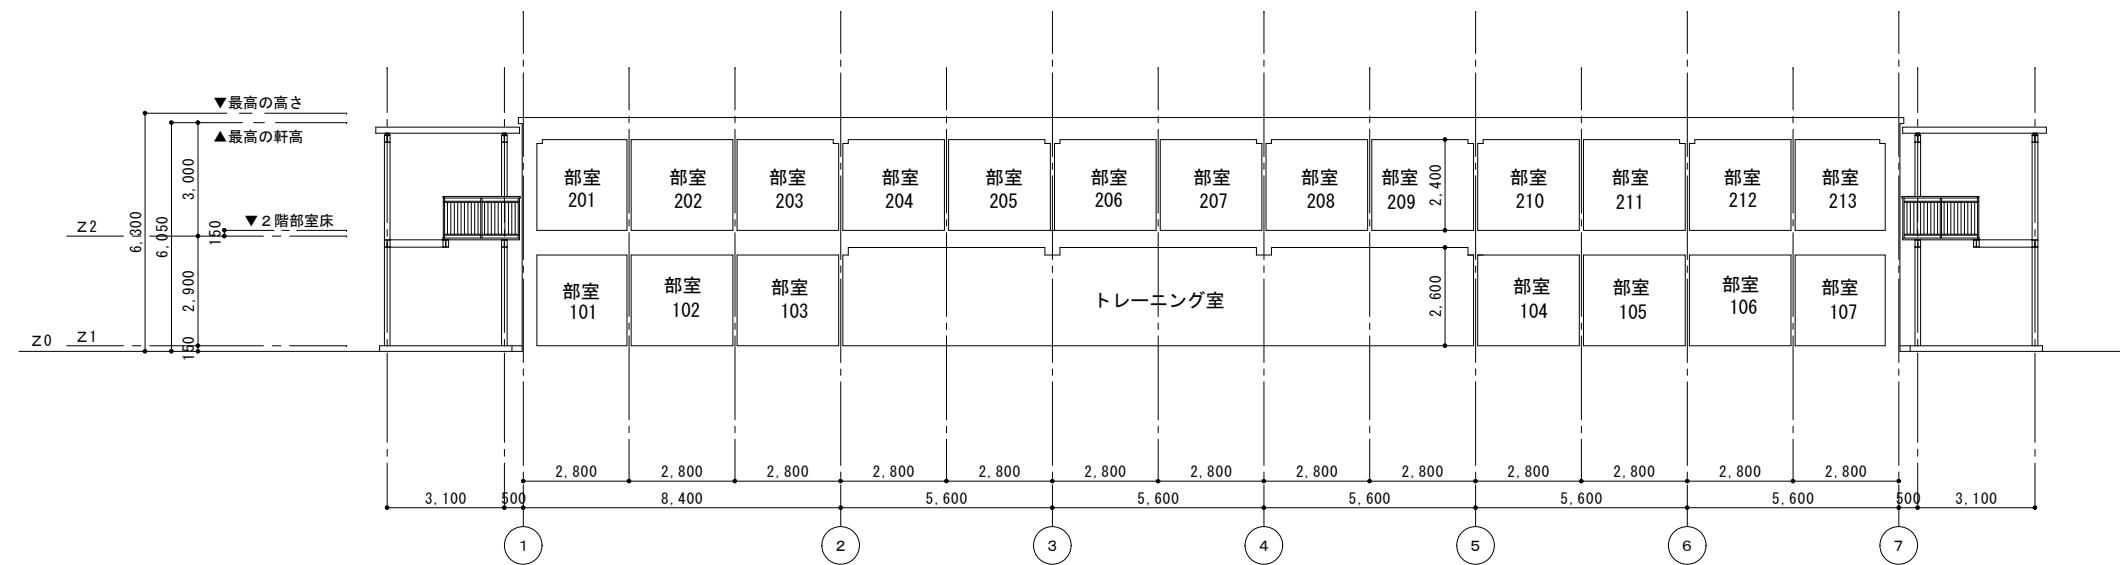 ▼最高の高さ
▲最高の軒高
▼２階部室床
6,300
6,050
3,000
150
2,900
150
Z2
Z1
Z0
部室
201
部室
202
部室
203
部室
204
部室
205
部室
206
部室
207
部室
208
部室
209
2,400
部室
210
部室
211
部室
212
部室
213
部室
101
部室
102
部室
103
トレーニング室
2,600
部室
104
部室
105
部室
106
部室
107
2,800 2,800 2,800 2,800 2,800 2,800 2,800 2,800 2,800 2,800 2,800 2,800 2,800
3,100 500 8,400 5,600 5,600 5,600 5,600 5,600 500 3,100
1 2 3 4 5 6 7